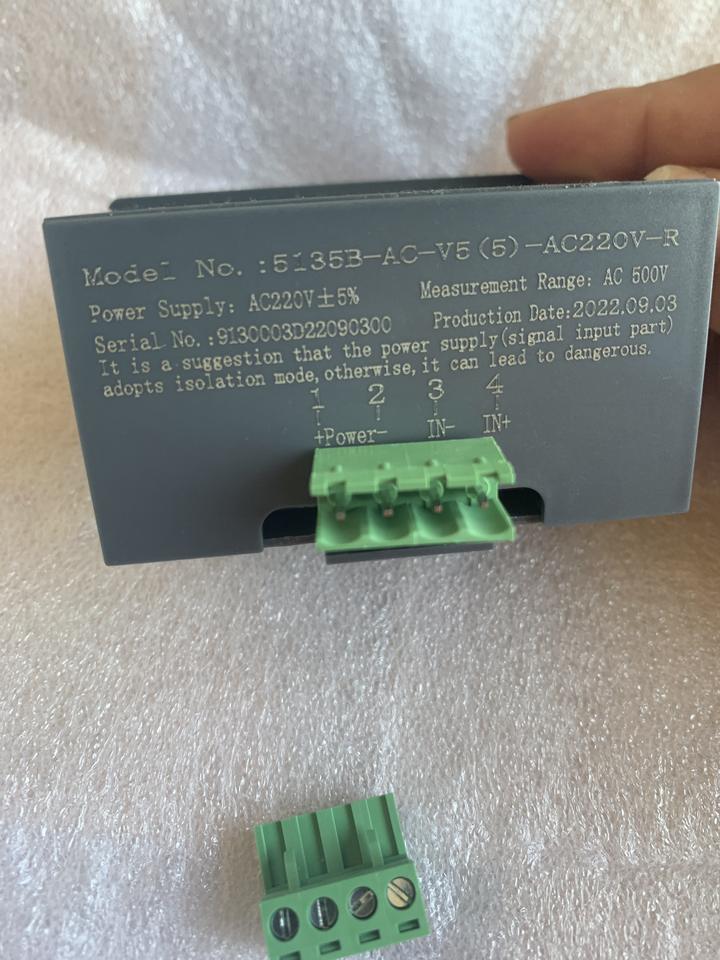 Model No.:5135B-AC-V5(5)-AC220V-R
Power Supply: AC220V±5% Measurement Range: AC 500V
Serial No.:9130003D22090300 Production Date:2022.09.03
It is a suggestion that the power supply(signal input part)
adopts isolation mode,otherwise,it can lead to dangerous.
1 2 3 4
+Power- IN- IN+